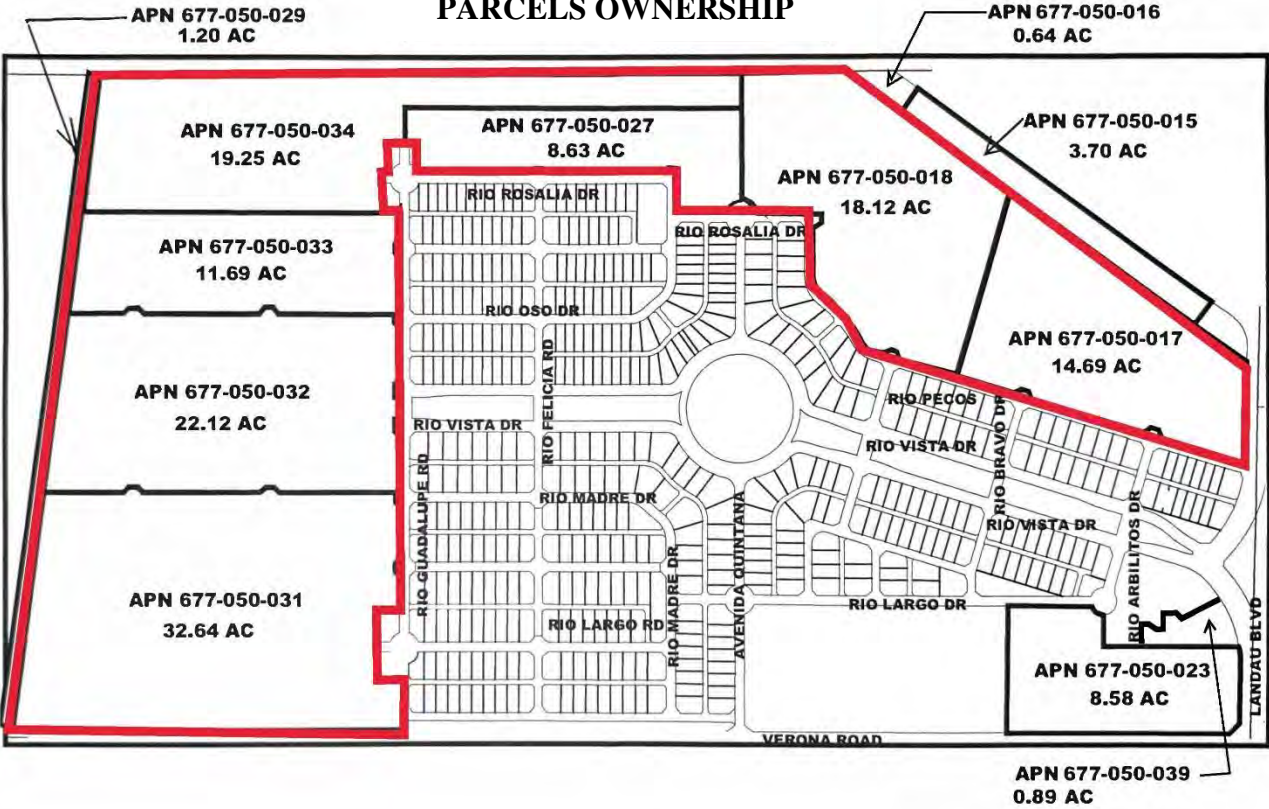 PARCELS OWNERSHIP
APN 677-050-029
1.20 AC
APN 677-050-016
0.64 AC
APN 677-050-034
19.25 AC
APN 677-050-027
8.63 AC
APN 677-050-015
3.70 AC
APN 677-050-018
18.12 AC
RIO ROSALIA DR
RIO ROSALIA DR
APN 677-050-033
11.69 AC
RIO OSO DR
APN 677-050-017
14.69 AC
APN 677-050-032
22.12 AC
RIO FELICIA RD
RIO PECOS
RIO BRAVO DR
RIO VISTA DR
RIO VISTA DR
RIO GUADALUPE RD
RIO MADRE DR
AVENIDA QUINTANA
RIO VISTA DR
RIO ARBILITOS DR
RIO MADRE DR
APN 677-050-031
32.64 AC
RIO LARGO RD
RIO LARGO DR
LANDAU BLVD
APN 677-050-023
8.58 AC
VERONA ROAD
APN 677-050-039
0.89 AC